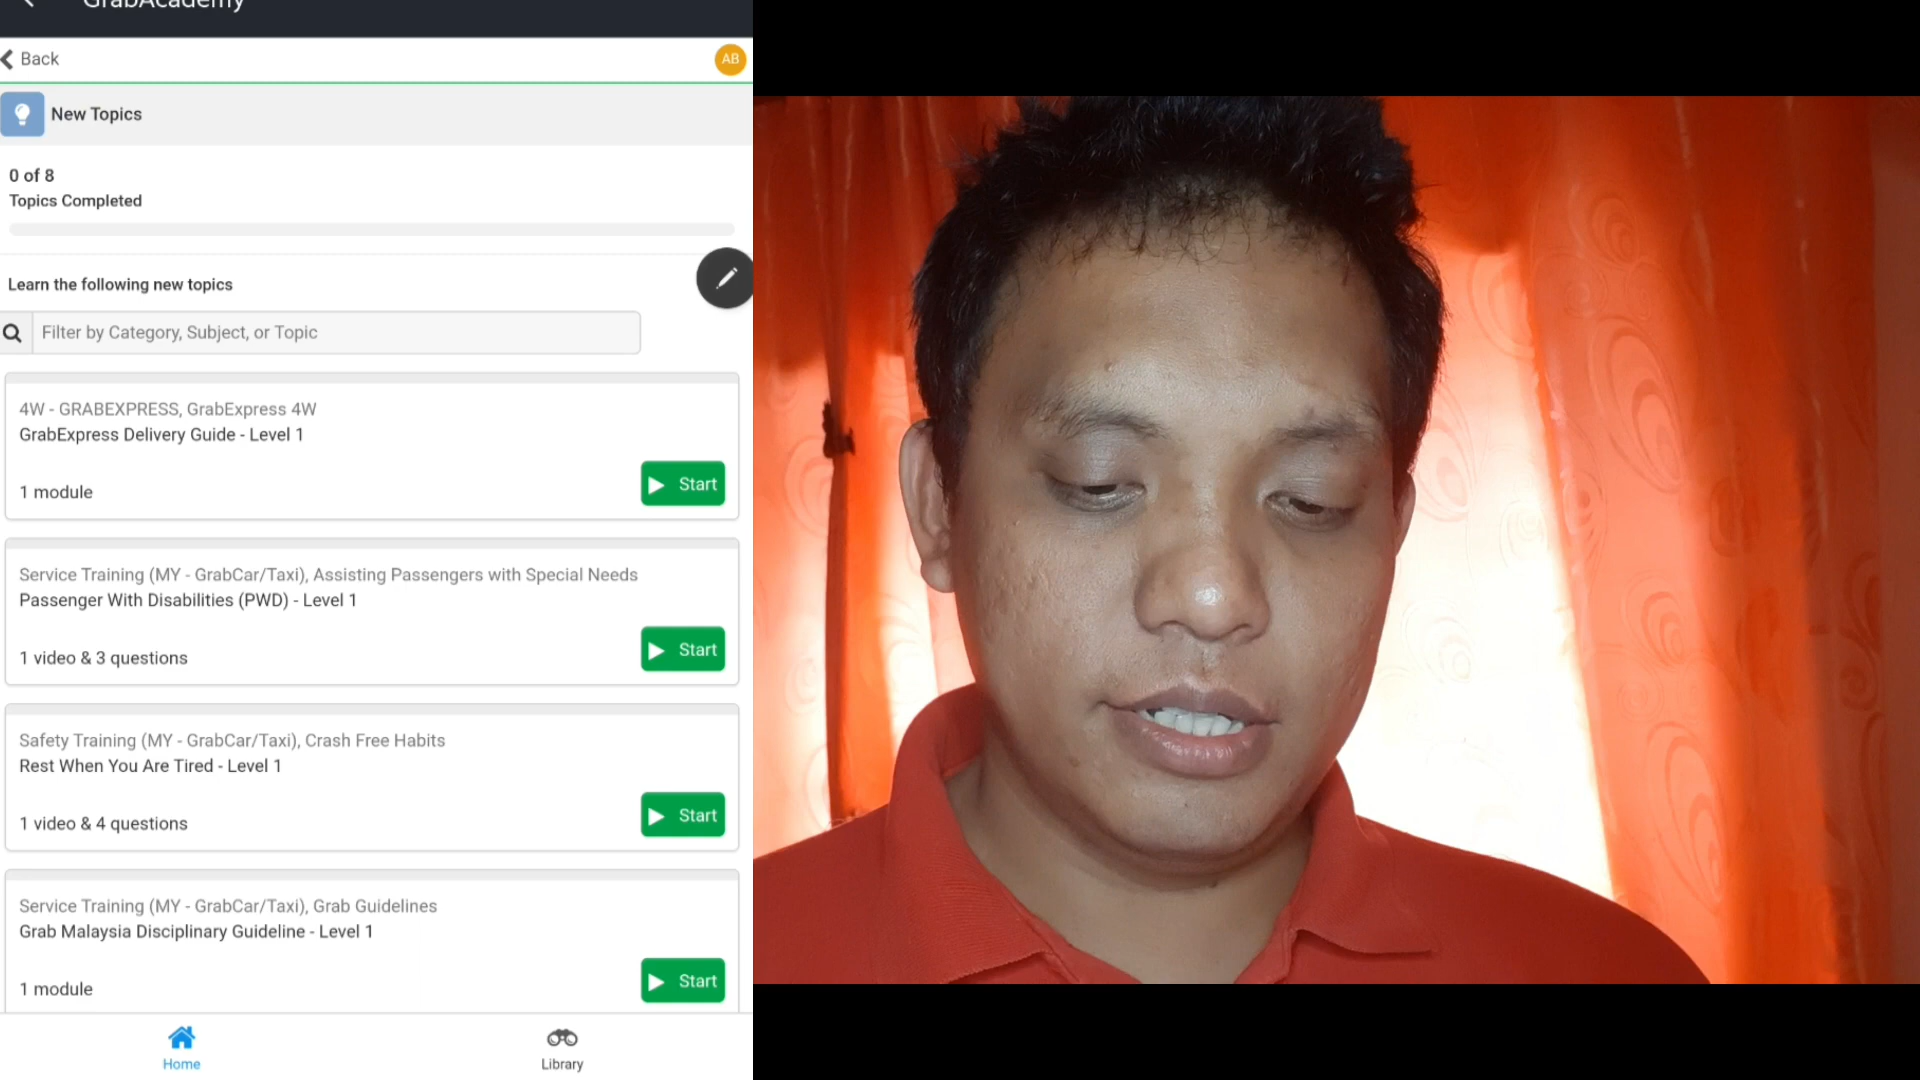 GrabAcademy
Back
AB
New Topics
0 of 8
Topics Completed
Learn the following new topics
Filter by Category, Subject, or Topic
4W - GRABEXPRESS, GrabExpress 4W
GrabExpress Delivery Guide - Level 1
1 module
Start
Service Training (MY - GrabCar/Taxi), Assisting Passengers with Special Needs
Passenger With Disabilities (PWD) - Level 1
1 video & 3 questions
Start
Safety Training (MY - GrabCar/Taxi), Crash Free Habits
Rest When You Are Tired - Level 1
1 video & 4 questions
Start
Service Training (MY - GrabCar/Taxi), Grab Guidelines
Grab Malaysia Disciplinary Guideline - Level 1
1 module
Start
Home
Library